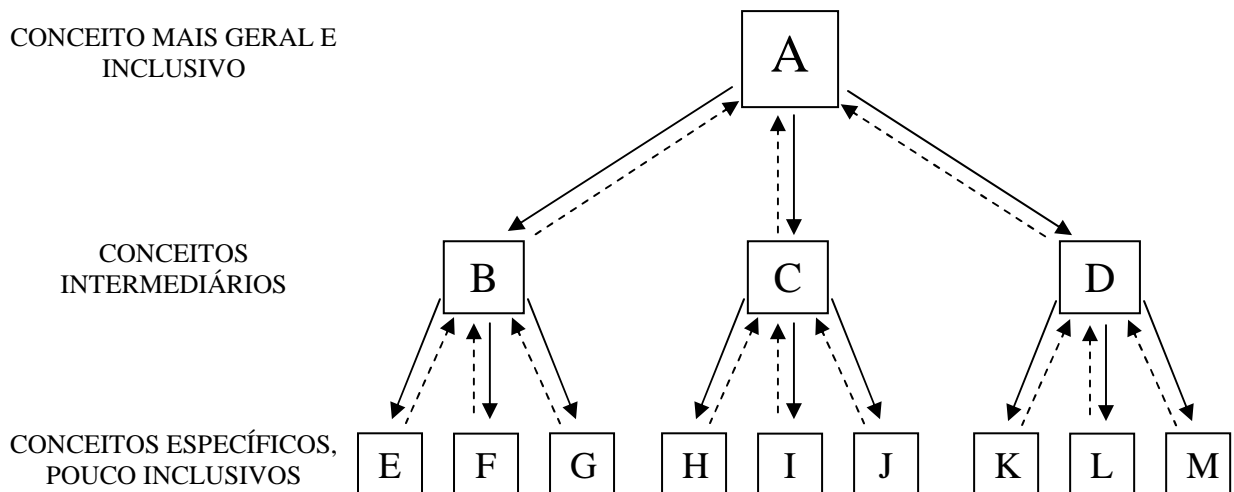 CONCEITO MAIS GERAL E
INCLUSIVO
A
CONCEITOS
INTERMEDIÁRIOS
B C D
CONCEITOS ESPECÍFICOS,
POUCO INCLUSIVOS
E F G H I J K L M